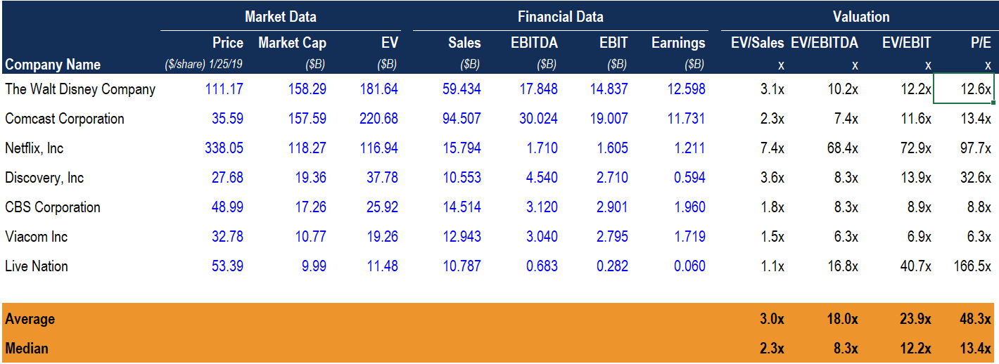 Market Data Financial Data Valuation
Price Market Cap EV Sales EBITDA EBIT Earnings EV/Sales EV/EBITDA EV/EBIT P/E
Company Name ($/share) 1/25/19 ($B) ($B) ($B) ($B) ($B) ($B) x x x x
The Walt Disney Company 111.17 158.29 181.64 59.434 17.848 14.837 12.598 3.1x 10.2x 12.2x 12.6x
Comcast Corporation 35.59 157.59 220.68 94.507 30.024 19.007 11.731 2.3x 7.4x 11.6x 13.4x
Netflix, Inc 338.05 118.27 116.94 15.794 1.710 1.605 1.211 7.4x 68.4x 72.9x 97.7x
Discovery, Inc 27.68 19.36 37.78 10.553 4.540 2.710 0.594 3.6x 8.3x 13.9x 32.6x
CBS Corporation 48.99 17.26 25.92 14.514 3.120 2.901 1.960 1.8x 8.3x 8.9x 8.8x
Viacom Inc 32.78 10.77 19.26 12.943 3.040 2.795 1.719 1.5x 6.3x 6.9x 6.3x
Live Nation 53.39 9.99 11.48 10.787 0.683 0.282 0.060 1.1x 16.8x 40.7x 166.5x
Average 3.0x 18.0x 23.9x 48.3x
Median 2.3x 8.3x 12.2x 13.4x